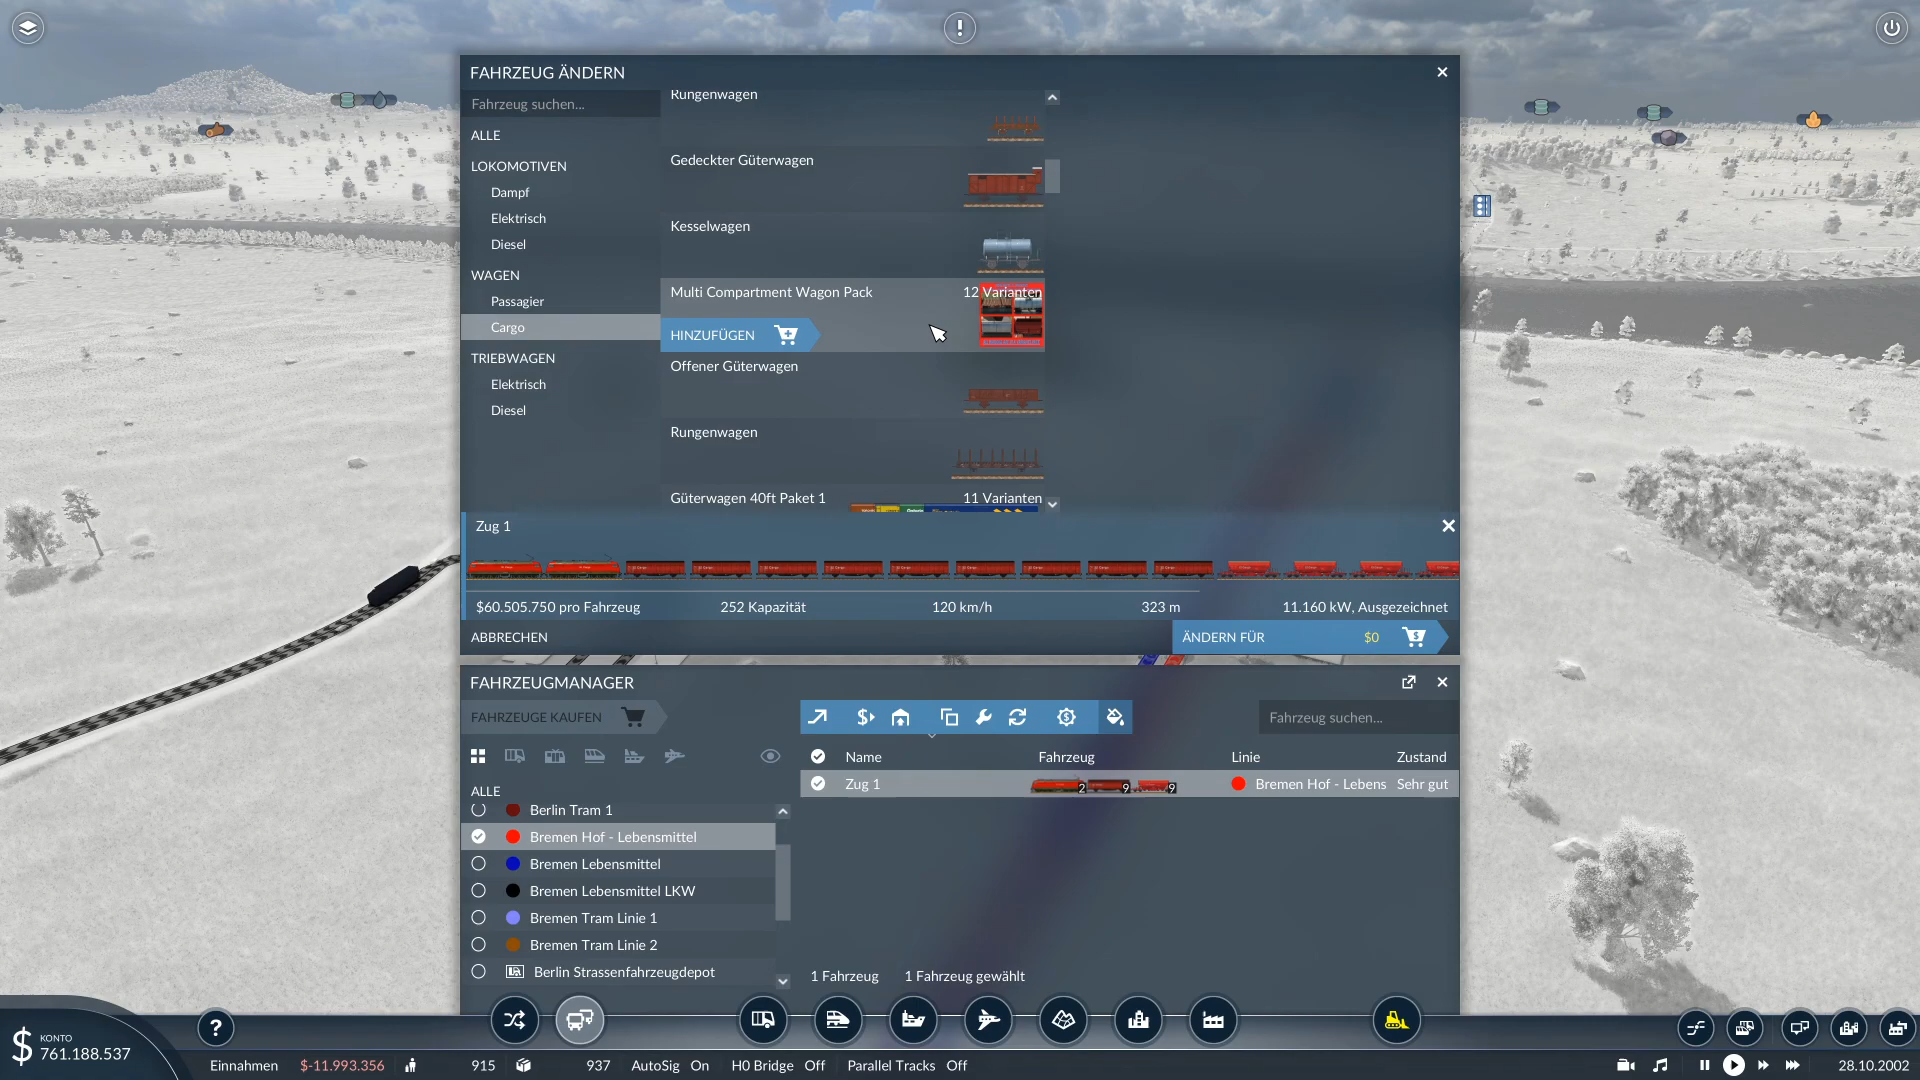 FAHRZEUG ÄNDERN
Fahrzeug suchen...
ALLE
LOKOMOTIVEN
Dampf
Elektrisch
Diesel
WAGEN
Passagier
Cargo
TRIEBWAGEN
Elektrisch
Diesel
Rungenwagen
Gedeckter Güterwagen
Kesselwagen
Multi Compartment Wagon Pack 12 Varianten
HINZUFÜGEN
Offener Güterwagen
Rungenwagen
Güterwagen 40ft Paket 1 11 Varianten
Zug 1
$60.505.750 pro Fahrzeug 252 Kapazität 120 km/h 323 m 11.160 kW, Ausgezeichnet
ABBRECHEN ÄNDERN FÜR $0
FAHRZEUGMANAGER
FAHRZEUGE KAUFEN
Fahrzeug suchen...
ALLE
Berlin Tram 1
Bremen Hof - Lebensmittel
Bremen Lebensmittel
Bremen Lebensmittel LKW
Bremen Tram Linie 1
Bremen Tram Linie 2
Berlin Strassenfahrzeugdepot
Name Fahrzeug Linie Zustand
Zug 1 2 9 9 Bremen Hof - Lebens Sehr gut
1 Fahrzeug 1 Fahrzeug gewählt
?
$ KONTO
761.188.537
Einnahmen $-11.993.356 915 937 AutoSig On H0 Bridge Off Parallel Tracks Off 28.10.2002